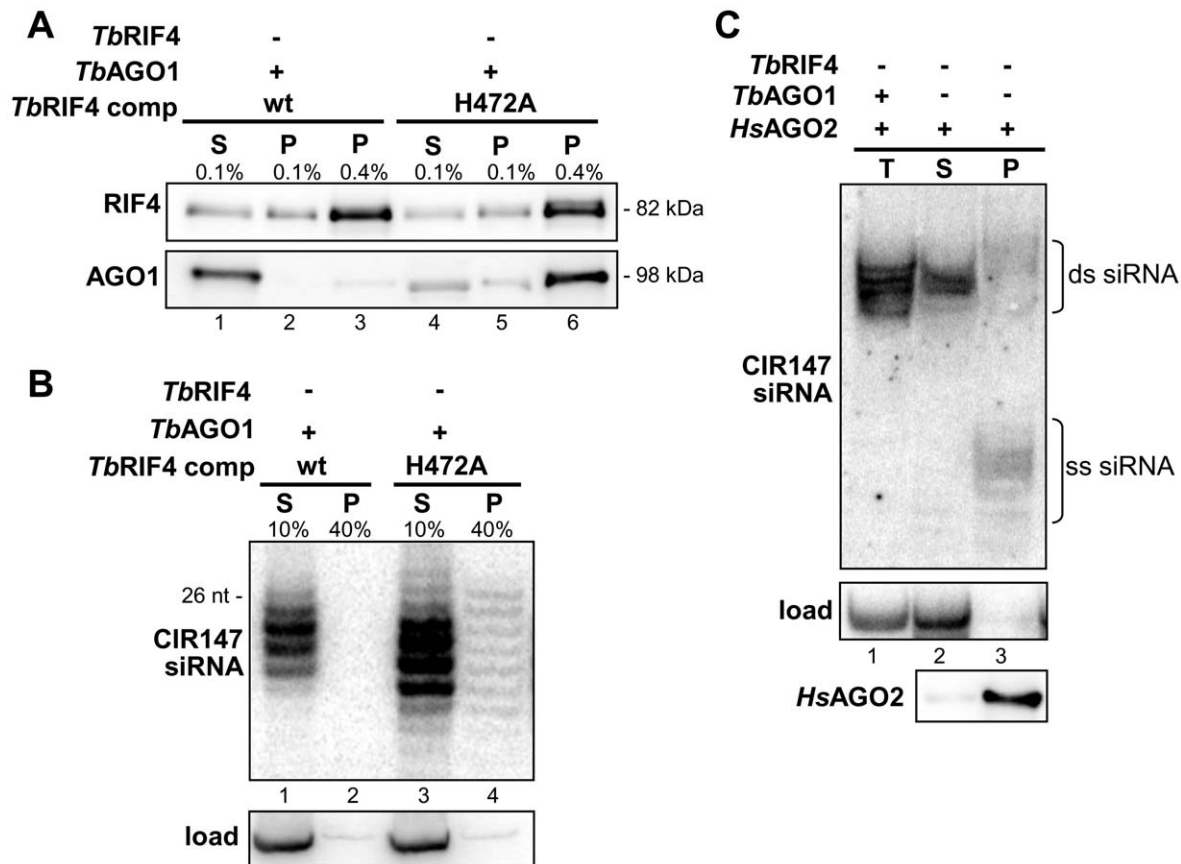 A
TbRIF4 -
TbAGO1 +
TbRIF4 comp wt H472A
S P P S P P
0.1% 0.1% 0.4% 0.1% 0.1% 0.4%
RIF4 - 82 kDa
AGO1 - 98 kDa
1 2 3 4 5 6
B
TbRIF4 - -
TbAGO1 + +
TbRIF4 comp wt H472A
S P S P
10% 40% 10% 40%
26 nt -
CIR147
siRNA
1 2 3 4
load
C
TbRIF4 - - -
TbAGO1 + - -
HsAGO2 + + +
T S P
ds siRNA
CIR147
siRNA
ss siRNA
load
1 2 3
HsAGO2